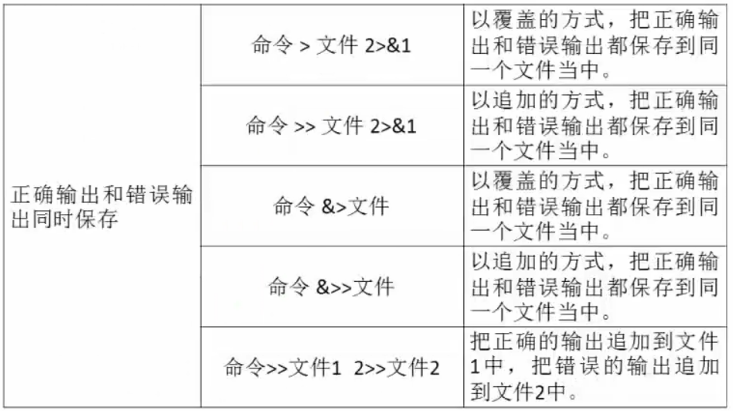 正确输出和错误输
出同时保存
命令 > 文件 2>&1
以覆盖的方式，把正确输
出和错误输出都保存到同
一个文件当中。
命令 >> 文件 2>&1
以追加的方式，把正确输
出和错误输出都保存到同
一个文件当中。
命令 &>文件
以覆盖的方式，把正确输
出和错误输出都保存到同
一个文件当中。
命令 &>>文件
以追加的方式，把正确输
出和错误输出都保存到同
一个文件当中。
命令>>文件1 2>>文件2
把正确的输出追加到文件
1中，把错误的输出追加
到文件2中。